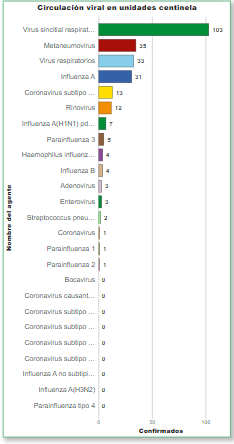 Circulación viral en unidades centinela
Nombre del agente
Virus sincitial respirat... 103
Metaneumovirus 35
Virus respiratorios 33
Influenza A 31
Coronavirus subtipo ... 13
Rinovirus 12
Influenza A(H1N1) pd... 7
Parainfluenza 3 5
Haemophilus influenz... 4
Influenza B 4
Adenovirus 3
Enterovirus 3
Streptococcus pneu... 2
Coronavirus 1
Parainfluenza 1 1
Parainfluenza 2 1
Bocavirus 0
Coronavirus causant... 0
Coronavirus subtipo ... 0
Coronavirus subtipo ... 0
Coronavirus subtipo ... 0
Coronavirus subtipo ... 0
Influenza A no subtipi... 0
Influenza A(H3N2) 0
Parainfluenza tipo 4 0
0 50 100
Confirmados